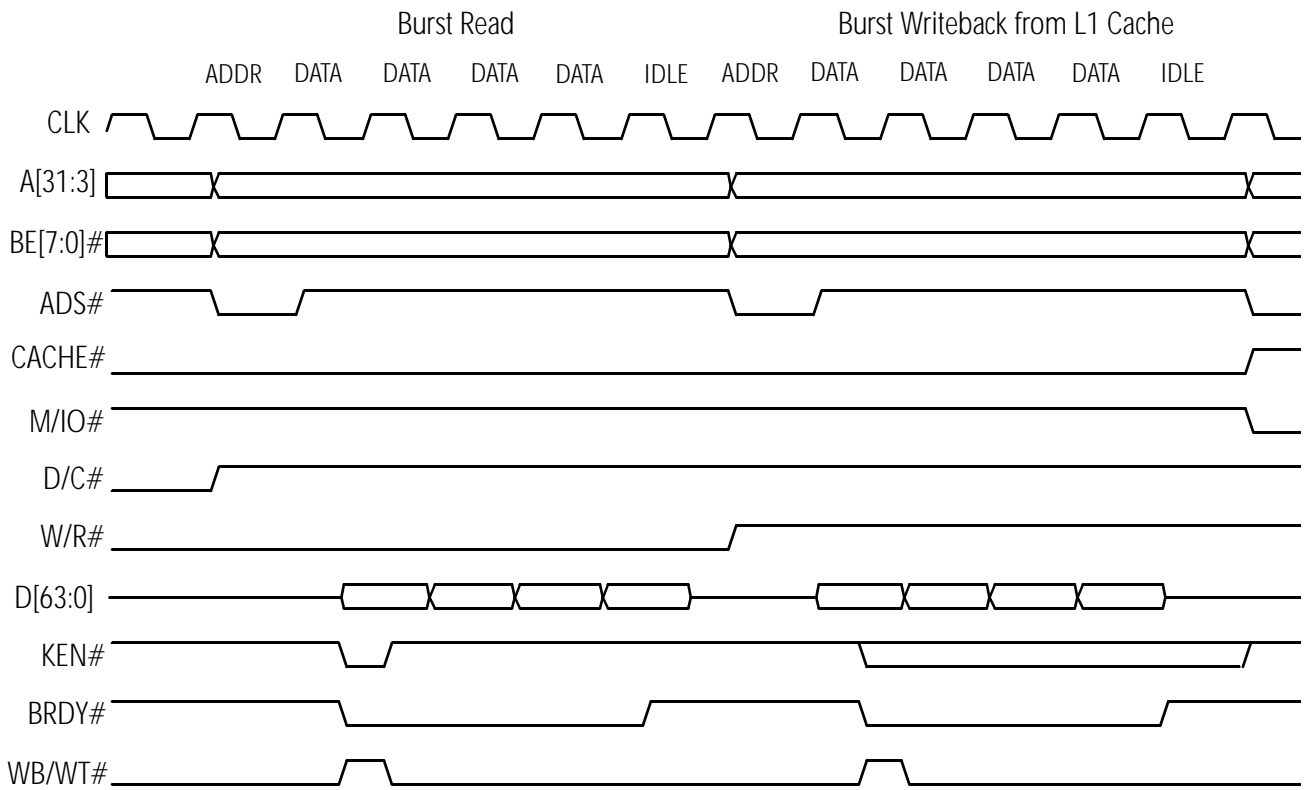 Burst Read Burst Writeback from L1 Cache
ADDR DATA DATA DATA DATA IDLE ADDR DATA DATA DATA DATA IDLE
CLK
A[31:3]
BE[7:0]#
ADS#
CACHE#
M/IO#
D/C#
W/R#
D[63:0]
KEN#
BRDY#
WB/WT#